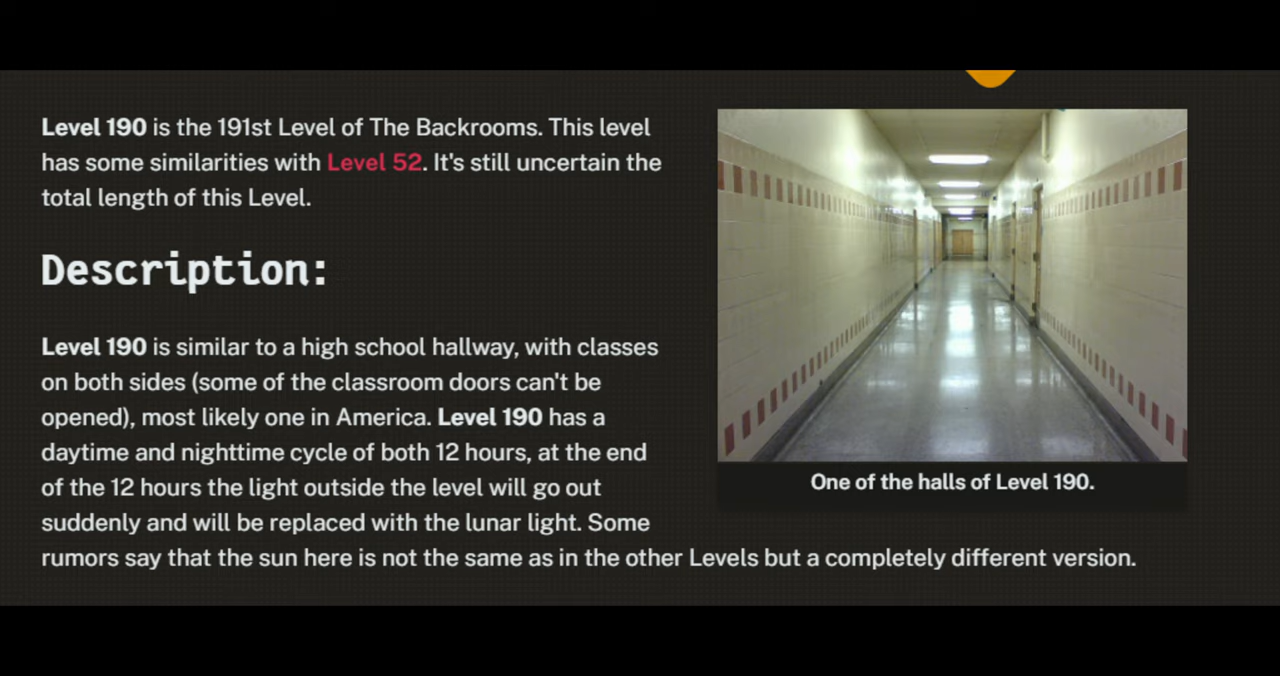 Level 190 is the 191st Level of The Backrooms. This level
has some similarities with Level 52. It's still uncertain the
total length of this Level.
Description:
Level 190 is similar to a high school hallway, with classes
on both sides (some of the classroom doors can't be
opened), most likely one in America. Level 190 has a
daytime and nighttime cycle of both 12 hours, at the end
of the 12 hours the light outside the level will go out
suddenly and will be replaced with the lunar light. Some
rumors say that the sun here is not the same as in the other Levels but a completely different version.
One of the halls of Level 190.